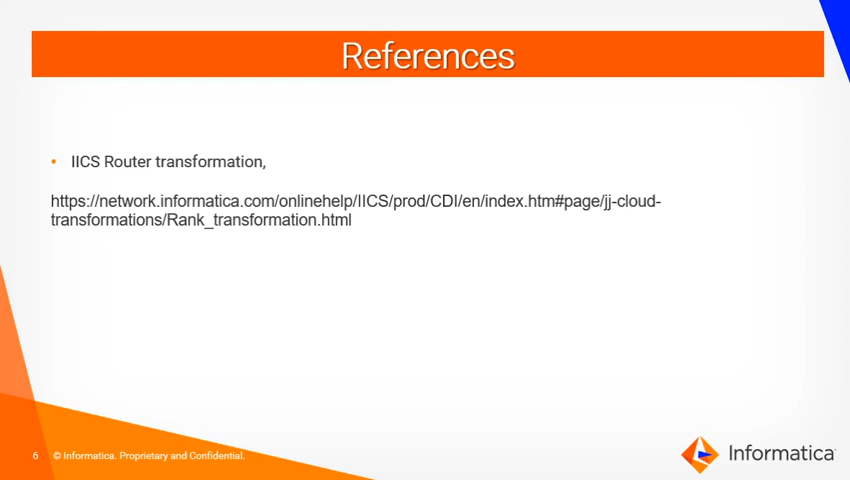 References
• IICS Router transformation,
https://network.informatica.com/onlinehelp/IICS/prod/CDI/en/index.htm#page/jj-cloud-
transformations/Rank_transformation.html
6 © Informatica. Proprietary and Confidential.
Informatica